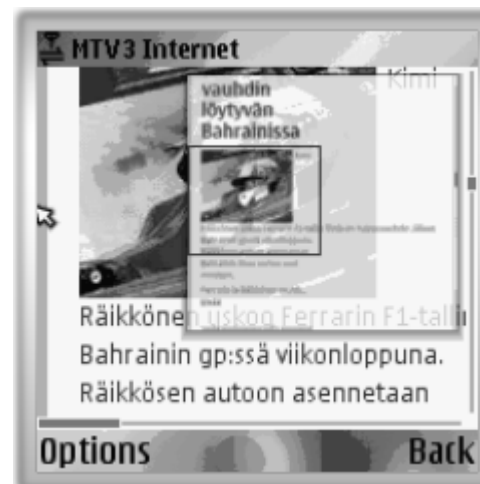 MTV3 Internet
Kimi
vauhdin
löytyvän
Bahrainissa
Räikkönen uskoo Ferrarin F1-tallin
Bahrainin gp:ssä viikonloppuna.
Räikkösen autoon asennetaan
Options
Back